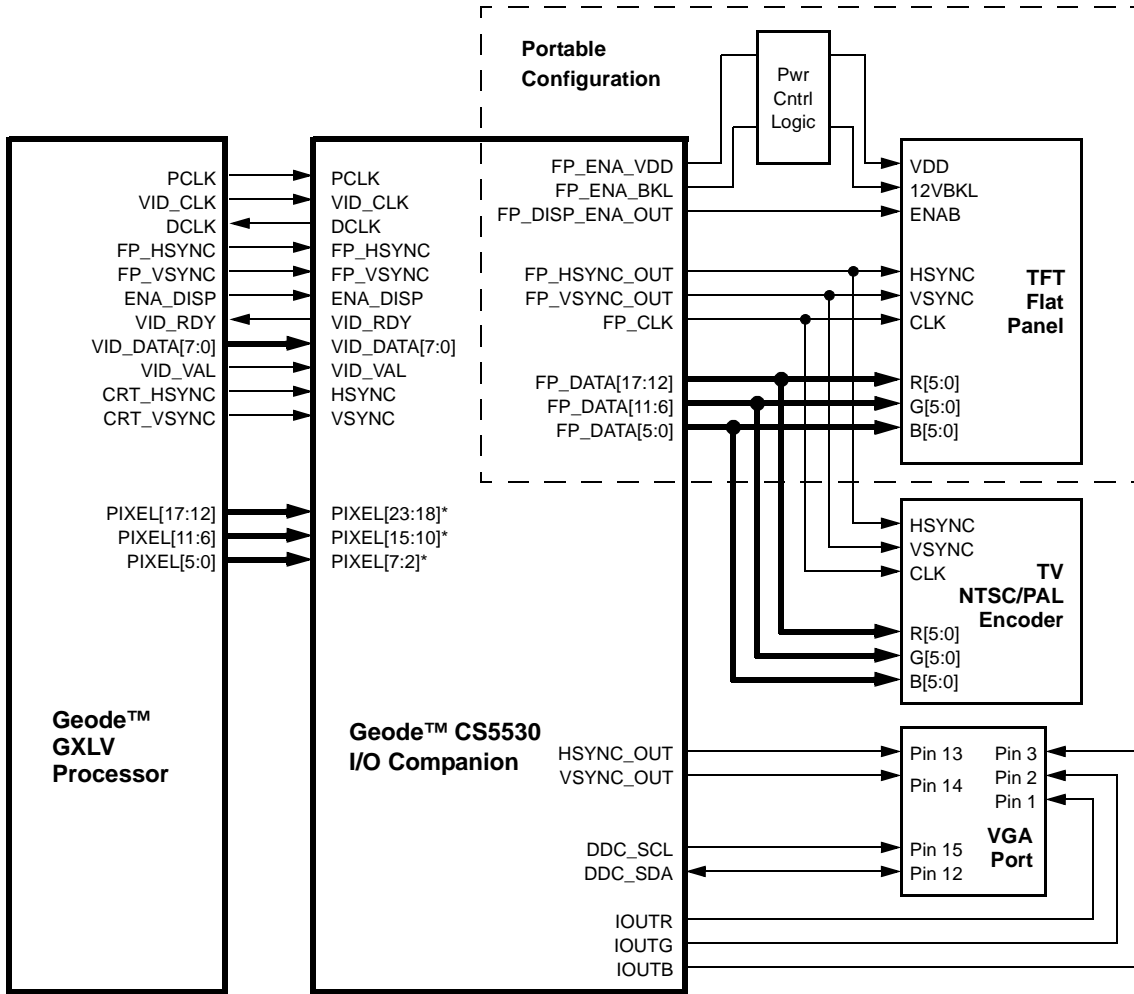 Portable
Configuration
Pwr
Cntrl
Logic
PCLK
VID_CLK
DCLK
FP_HSYNC
FP_VSYNC
ENA_DISP
VID_RDY
VID_DATA[7:0]
VID_VAL
CRT_HSYNC
CRT_VSYNC
PIXEL[17:12]
PIXEL[11:6]
PIXEL[5:0]
Geode™
GXLV
Processor
PCLK
VID_CLK
DCLK
FP_HSYNC
FP_VSYNC
ENA_DISP
VID_RDY
VID_DATA[7:0]
VID_VAL
HSYNC
VSYNC
PIXEL[23:18]*
PIXEL[15:10]*
PIXEL[7:2]*
Geode™ CS5530
I/O Companion
FP_ENA_VDD
FP_ENA_BKL
FP_DISP_ENA_OUT
FP_HSYNC_OUT
FP_VSYNC_OUT
FP_CLK
FP_DATA[17:12]
FP_DATA[11:6]
FP_DATA[5:0]
HSYNC_OUT
VSYNC_OUT
DDC_SCL
DDC_SDA
IOUTR
IOUTG
IOUTB
VDD
12VBKL
ENAB
HSYNC
VSYNC
CLK
R[5:0]
G[5:0]
B[5:0]
TFT
Flat
Panel
HSYNC
VSYNC
CLK
R[5:0]
G[5:0]
B[5:0]
TV
NTSC/PAL
Encoder
Pin 13
Pin 14
Pin 15
Pin 12
Pin 3
Pin 2
Pin 1
VGA
Port